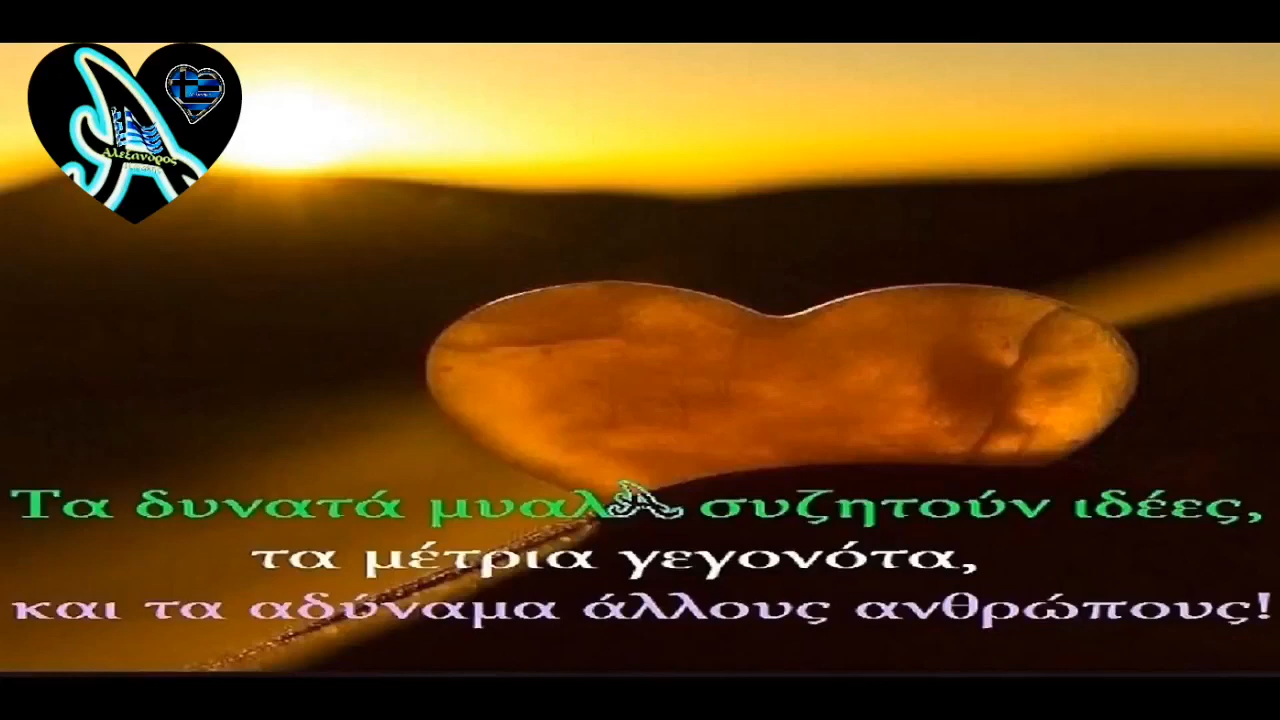 Αλέξανδρος
Τα δυνατά μυαλά συζητούν ιδέες,
τα μέτρια γεγονότα,
και τα αδύναμα άλλους ανθρώπους!